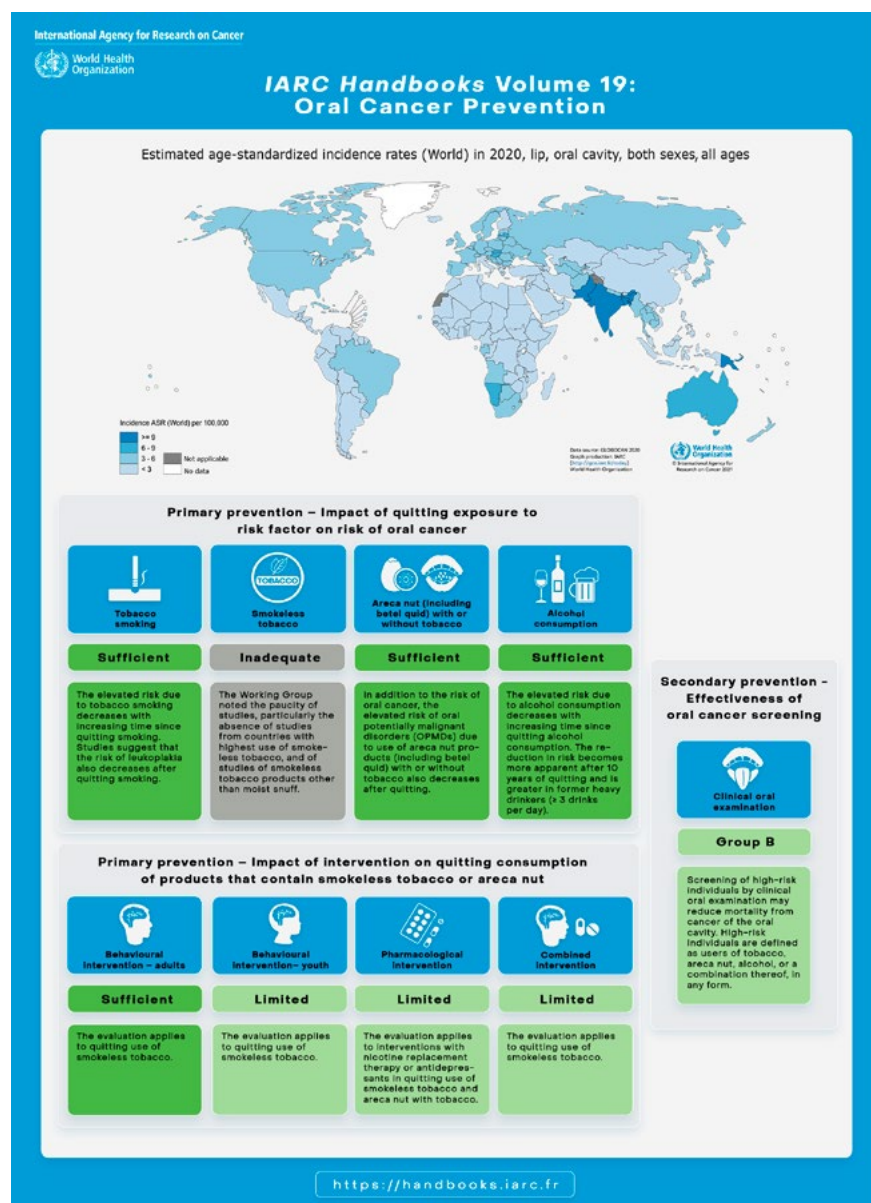 International Agency for Research on Cancer
World Health
Organization
IARC Handbooks Volume 19:
Oral Cancer Prevention
Estimated age-standardized incidence rates (World) in 2020, lip, oral cavity, both sexes, all ages
Incidence ASR (World) per 100,000
>= 9
6 - 9
3 - 6
< 3
Not applicable
No data
Data source: GLOBOCAN 2020
Graph production: IARC
World Health Organization
World Health
Organization
© International Agency for
Research on Cancer 2021
Primary prevention – Impact of quitting exposure to
risk factor on risk of oral cancer
Tobacco
smoking
Sufficient
The elevated risk due
to tobacco smoking
decreases with
increasing time since
quitting smoking.
Studies suggest that
the risk of leukoplakia
also decreases after
quitting smoking.
TOBACCO
Smokeless
tobacco
Inadequate
The Working Group
noted the paucity of
studies, particularly the
absence of studies
from countries with
highest use of smoke-
less tobacco, and of
studies of smokeless
tobacco products other
than moist snuff.
Areca nut (including
betel quid) with or
without tobacco
Sufficient
In addition to the risk of
oral cancer, the
elevated risk of oral
potentially malignant
disorders (OPMDs) due
to use of areca nut pro-
ducts (including betel
quid) with or without
tobacco also decreases
after quitting.
Alcohol
consumption
Sufficient
The elevated risk due
to alcohol consumption
decreases with
increasing time since
quitting alcohol
consumption. The re-
duction in risk becomes
more apparent after 10
years of quitting and is
greater in former heavy
drinkers (≥ 3 drinks
per day).
Secondary prevention –
Effectiveness of
oral cancer screening
Clinical oral
examination
Group B
Screening of high-risk
individuals by clinical
oral examination may
reduce mortality from
cancer of the oral
cavity. High-risk
individuals are defined
as users of tobacco,
areca nut, alcohol, or a
combination thereof, in
any form.
Primary prevention – Impact of intervention on quitting consumption
of products that contain smokeless tobacco or areca nut
Behavioural
intervention – adults
Sufficient
The evaluation applies
to quitting use of
smokeless tobacco.
Behavioural
intervention– youth
Limited
The evaluation applies
to quitting use of
smokeless tobacco.
Pharmacological
intervention
Limited
The evaluation applies
to interventions with
nicotine replacement
therapy or antidepres-
sants in quitting use of
smokeless tobacco and
areca nut with tobacco.
Combined
intervention
Limited
The evaluation applies
to quitting use of
smokeless tobacco.
https://handbooks.iarc.fr